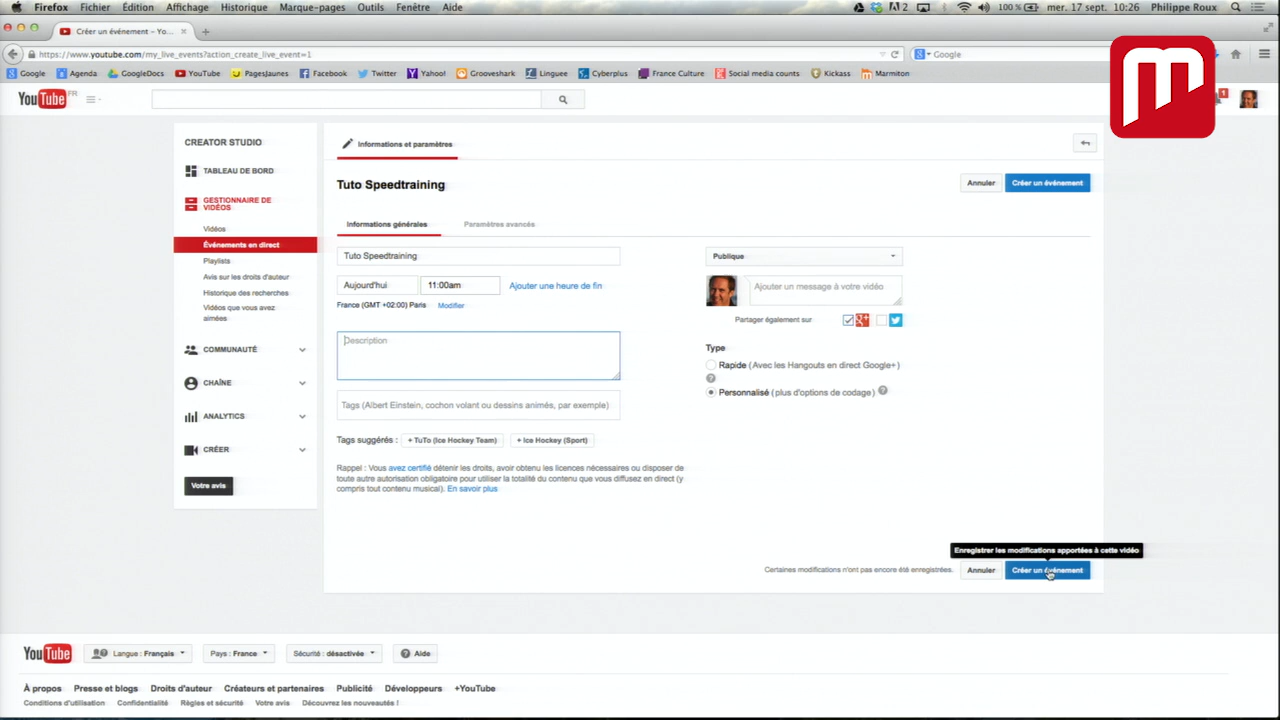 Firefox Fichier Édition Affichage Historique Marque-pages Outils Fenêtre Aide
2 100 % mer. 17 sept. 10:26 Philippe Roux
Créer un événement – Yo...
https://www.youtube.com/my_live_events?action_create_live_event=1
Google
Google Agenda GoogleDocs YouTube PagesJaunes Facebook Twitter Yahoo! Grooveshark Linguee Cyberplus France Culture Social media counts Kickass Marmiton
YouTube FR
1
CREATOR STUDIO
TABLEAU DE BORD
GESTIONNAIRE DE
VIDÉOS
Vidéos
Événements en direct
Playlists
Avis sur les droits d'auteur
Historique des recherches
Vidéos que vous avez
aimées
COMMUNAUTÉ
CHAÎNE
ANALYTICS
CRÉER
Votre avis
Informations et paramètres
Tuto Speedtraining
Annuler Créer un événement
Informations générales Paramètres avancés
Tuto Speedtraining
Aujourd'hui 11:00am Ajouter une heure de fin
France (GMT +02:00) Paris Modifier
Description
Tags (Albert Einstein, cochon volant ou dessins animés, par exemple)
Tags suggérés : + TuTo (Ice Hockey Team) + Ice Hockey (Sport)
Rappel : Vous avez certifié détenir les droits, avoir obtenu les licences nécessaires ou disposer de
toute autre autorisation obligatoire pour utiliser la totalité du contenu que vous diffusez en direct (y
compris tout contenu musical). En savoir plus
Publique
Ajouter un message à votre vidéo
Partager également sur
Type
Rapide (Avec les Hangouts en direct Google+)
Personnalisé (plus d'options de codage)
Enregistrer les modifications apportées à cette vidéo
Certaines modifications n'ont pas encore été enregistrées. Annuler Créer un événement
YouTube Langue : Français Pays : France Sécurité : désactivée Aide
À propos Presse et blogs Droits d'auteur Créateurs et partenaires Publicité Développeurs +YouTube
Conditions d'utilisation Confidentialité Règles et sécurité Votre avis Découvrez les nouveautés !